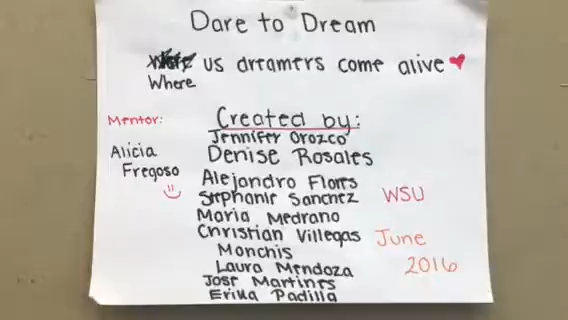 Dare to Dream
us dreamers come alive
Where
Created by:
Mentor:
Alicia
Fregoso
Jennifer Orozco
Denise Rosales
Alejandro Flores
Stephanie Sanchez
Maria Medrano
Christian Villegas
Monchis
Laura Mendoza
Jose Martines
Erika Padilla
WSU
June
2016